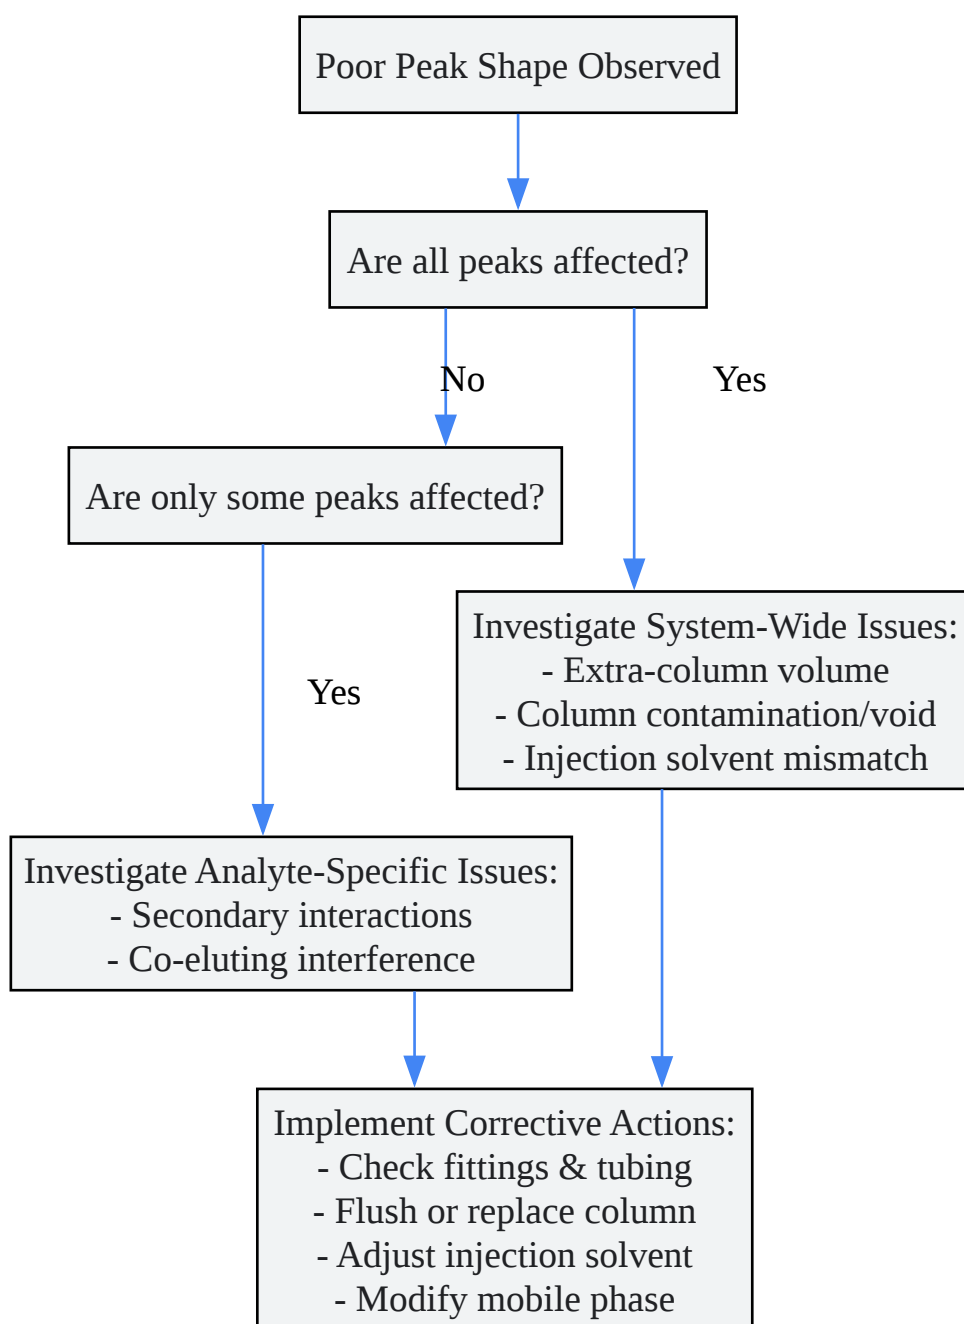 Poor Peak Shape Observed
Are all peaks affected?
No
Yes
Are only some peaks affected?
Investigate System-Wide Issues:
- Extra-column volume
- Column contamination/void
- Injection solvent mismatch
Yes
Investigate Analyte-Specific Issues:
- Secondary interactions
- Co-eluting interference
Implement Corrective Actions:
- Check fittings & tubing
- Flush or replace column
- Adjust injection solvent
- Modify mobile phase